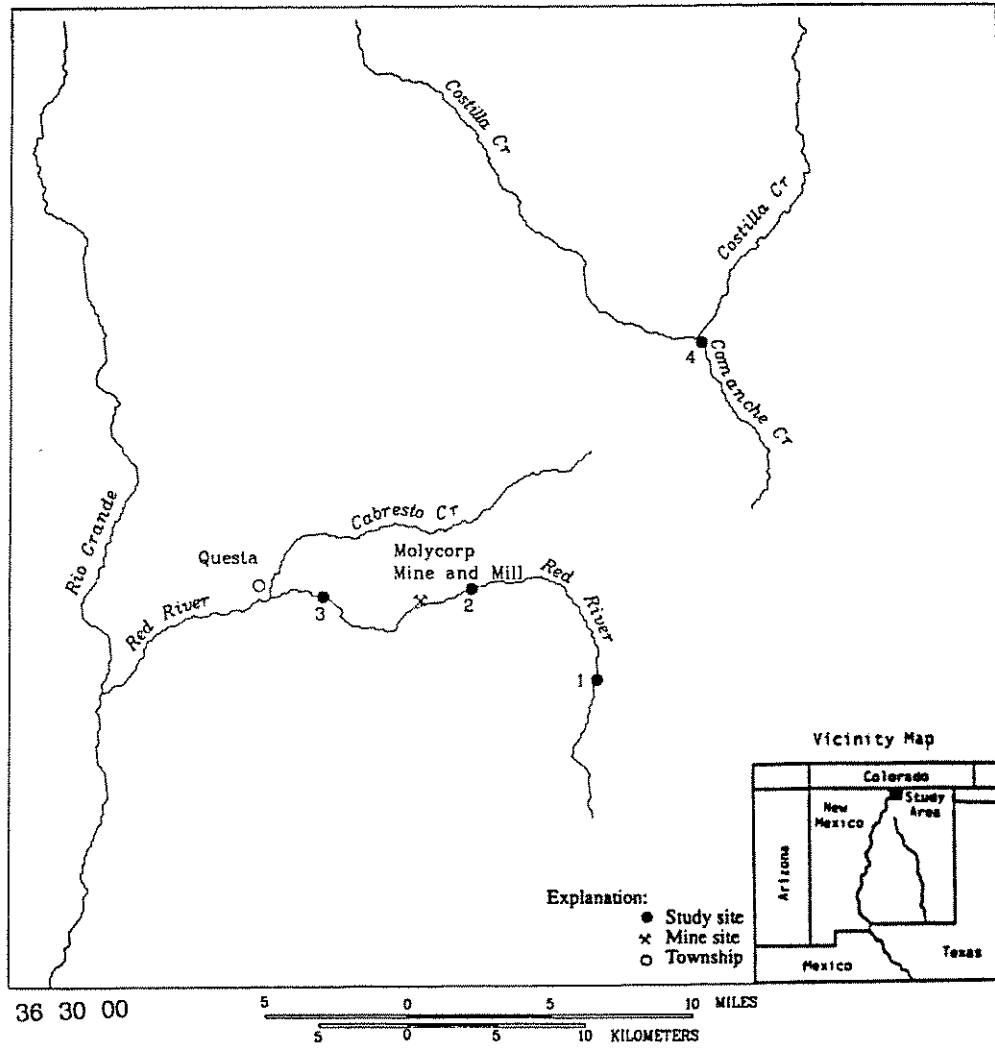 Costilla Cr
Costilla Cr
4
Comanche Cr
Rio Grande
Cabresto Cr
Questa
Molycorp
Mine and Mill
Red River
Red River
3
2
1
Vicinity Map
Colorado
Study
Area
New
Mexico
Arizona
Texas
Mexico
Explanation:
Study site
Mine site
Township
36 30 00
5 0 5 10 MILES
5 0 5 10 KILOMETERS